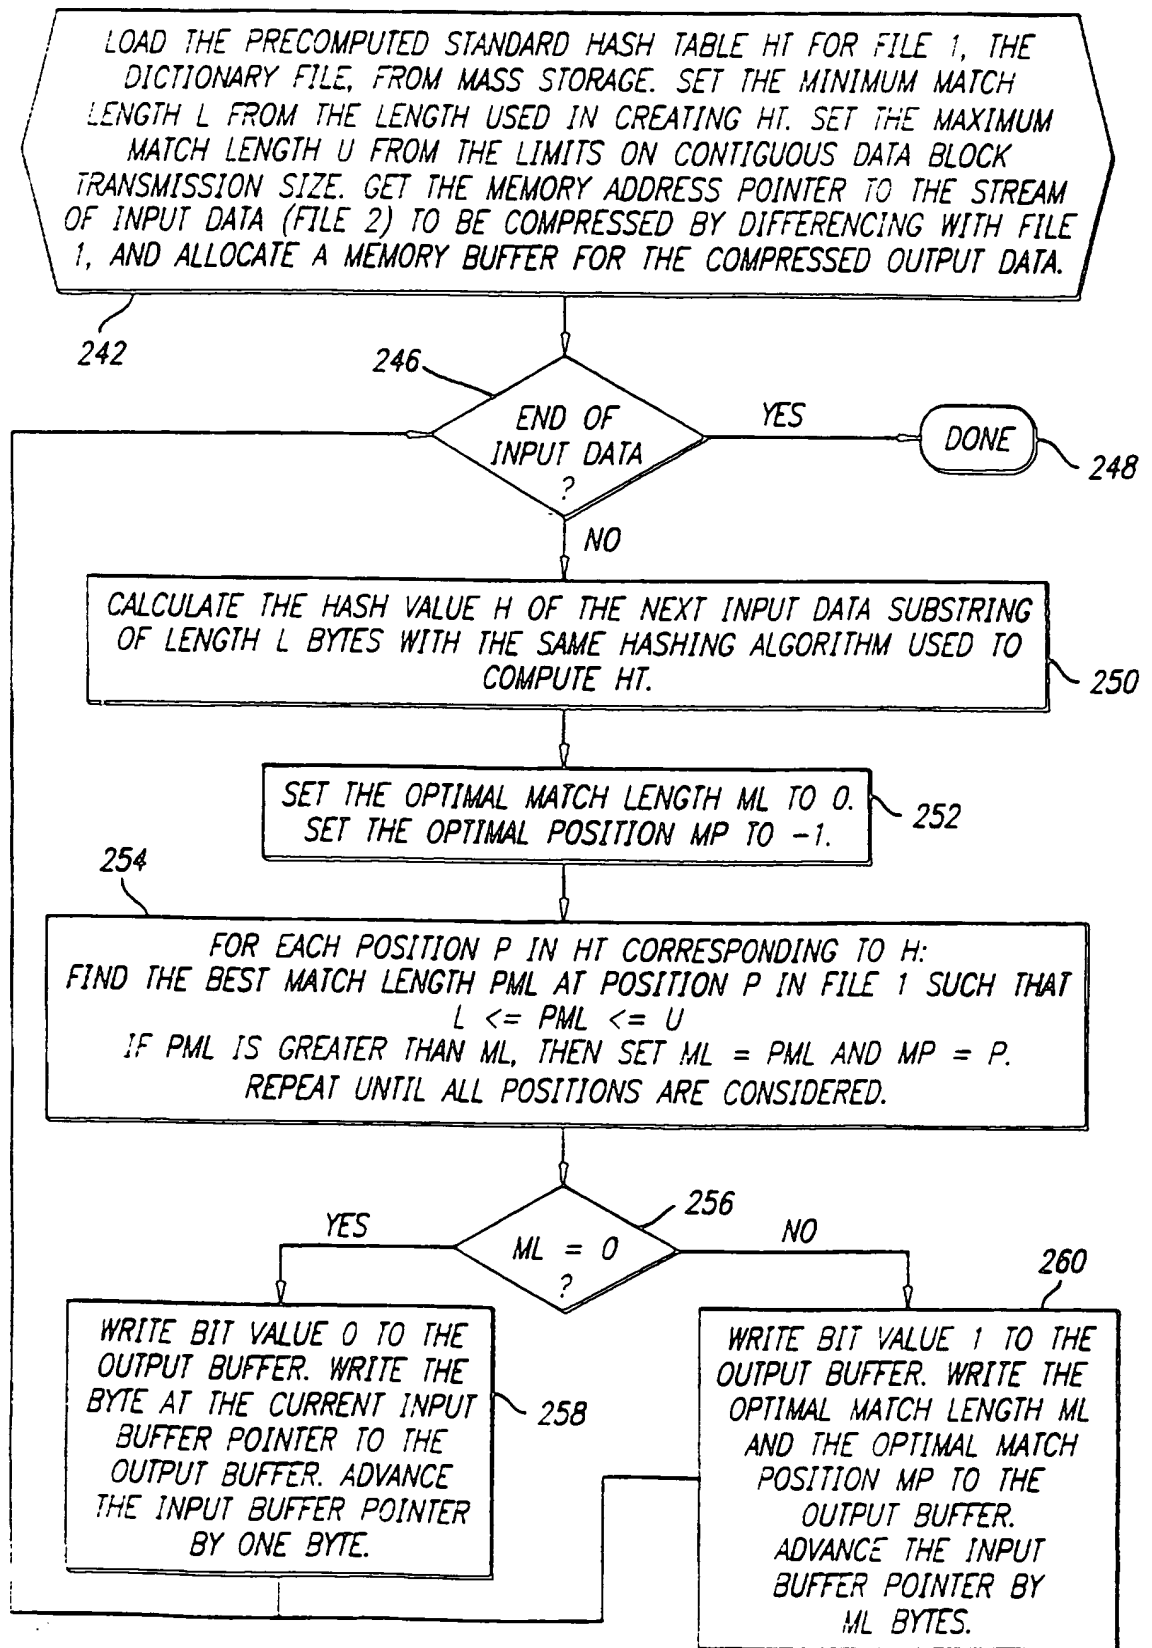 LOAD THE PRECOMPUTED STANDARD HASH TABLE HT FOR FILE 1, THE
DICTIONARY FILE, FROM MASS STORAGE. SET THE MINIMUM MATCH
LENGTH L FROM THE LENGTH USED IN CREATING HT. SET THE MAXIMUM
MATCH LENGTH U FROM THE LIMITS ON CONTIGUOUS DATA BLOCK
TRANSMISSION SIZE. GET THE MEMORY ADDRESS POINTER TO THE STREAM
OF INPUT DATA (FILE 2) TO BE COMPRESSED BY DIFFERENCING WITH FILE
1, AND ALLOCATE A MEMORY BUFFER FOR THE COMPRESSED OUTPUT DATA.
242
246
END OF
INPUT DATA
?
YES
DONE
248
NO
CALCULATE THE HASH VALUE H OF THE NEXT INPUT DATA SUBSTRING
OF LENGTH L BYTES WITH THE SAME HASHING ALGORITHM USED TO
COMPUTE HT.
250
SET THE OPTIMAL MATCH LENGTH ML TO 0.
SET THE OPTIMAL POSITION MP TO -1.
252
254
FOR EACH POSITION P IN HT CORRESPONDING TO H:
FIND THE BEST MATCH LENGTH PML AT POSITION P IN FILE 1 SUCH THAT
L <= PML <= U
IF PML IS GREATER THAN ML, THEN SET ML = PML AND MP = P.
REPEAT UNTIL ALL POSITIONS ARE CONSIDERED.
256
YES
ML = 0
?
NO
260
WRITE BIT VALUE 0 TO THE
OUTPUT BUFFER. WRITE THE
BYTE AT THE CURRENT INPUT
BUFFER POINTER TO THE
OUTPUT BUFFER. ADVANCE
THE INPUT BUFFER POINTER
BY ONE BYTE.
258
WRITE BIT VALUE 1 TO THE
OUTPUT BUFFER. WRITE THE
OPTIMAL MATCH LENGTH ML
AND THE OPTIMAL MATCH
POSITION MP TO THE
OUTPUT BUFFER.
ADVANCE THE INPUT
BUFFER POINTER BY
ML BYTES.